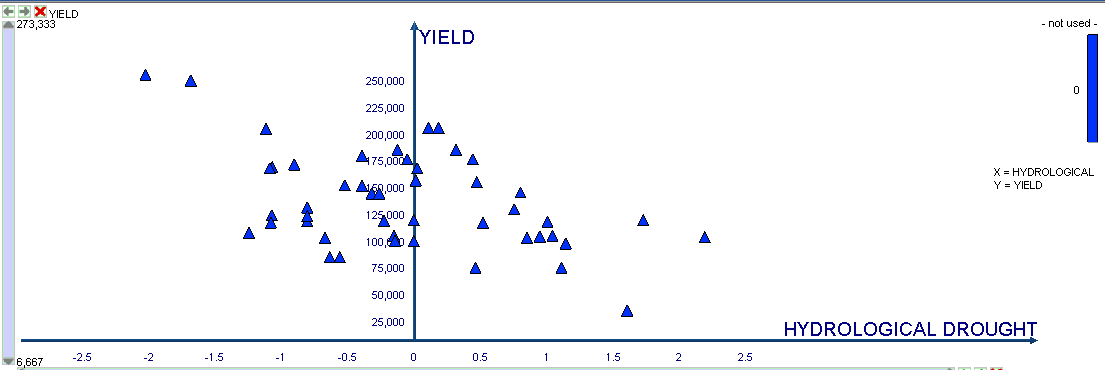 YIELD
273,333
- not used -
YIELD
250,000
225,000
200,000
175,000
150,000
125,000
100,000
75,000
50,000
25,000
0
X = HYDROLOGICAL
Y = YIELD
HYDROLOGICAL DROUGHT
-2.5 -2 -1.5 -1 -0.5 0 0.5 1 1.5 2 2.5
6,667